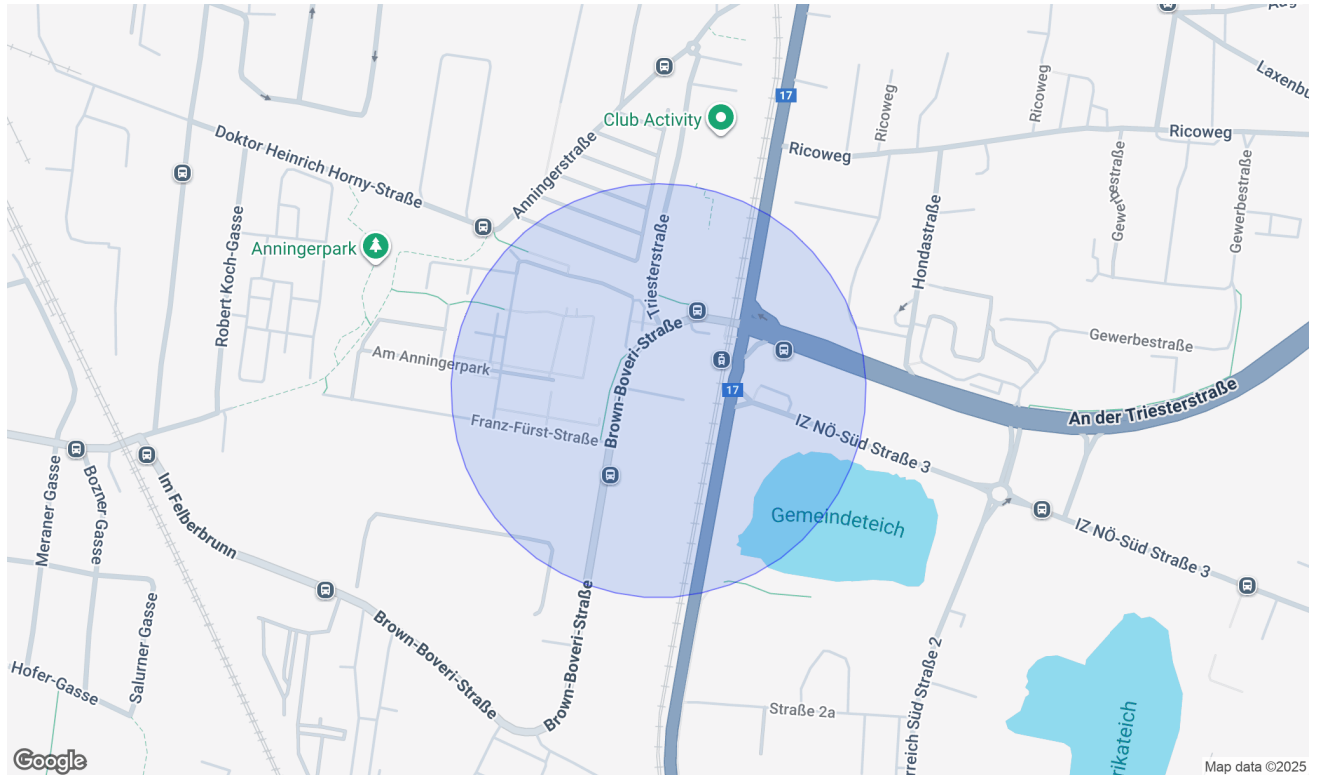 Aug
Laxenbu
17
Club Activity
Ricoweg
Ricoweg
Ricoweg
Ricoweg
Doktor Heinrich Horny-Straße
Anningerstraße
Gewerbestraße
Gewerbestraße
Anningerpark
Robert Koch-Gasse
Triesterstraße
Hondastraße
Gewerbestraße
Am Anningerpark
Brown-Boveri-Straße
17
An der Triesterstraße
Franz-Fürst-Straße
IZ NÖ-Süd Straße 3
Meraner Gasse
Bozner Gasse
Im Felberbrunn
Gemeindeteich
IZ NÖ-Süd Straße 3
Salurner Gasse
Hofer-Gasse
Brown-Boveri-Straße
Brown-Boveri-Straße
Straße 2a
rreich Süd Straße 2
rikateich
Google
Map data ©2025